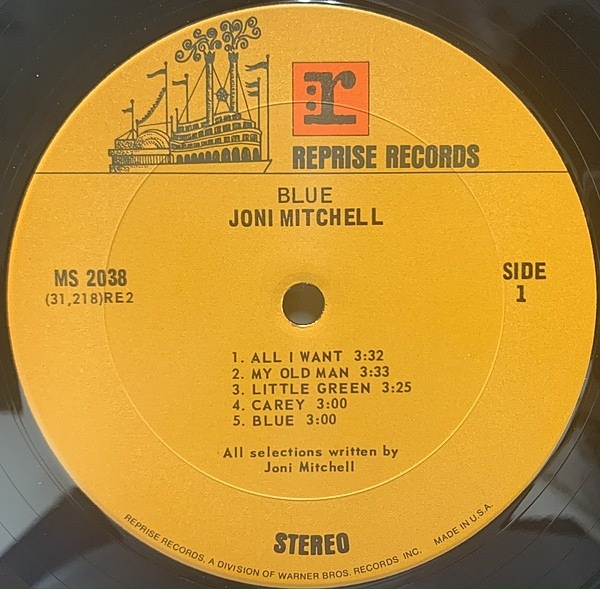 r:
REPRISE RECORDS
BLUE
JONI MITCHELL
MS 2038
(31,218)RE2
SIDE
1
1. ALL I WANT 3:32
2. MY OLD MAN 3:33
3. LITTLE GREEN 3:25
4. CAREY 3:00
5. BLUE 3:00
All selections written by
Joni Mitchell
STEREO
REPRISE RECORDS, A DIVISION OF WARNER BROS. RECORDS INC. MADE IN U.S.A.